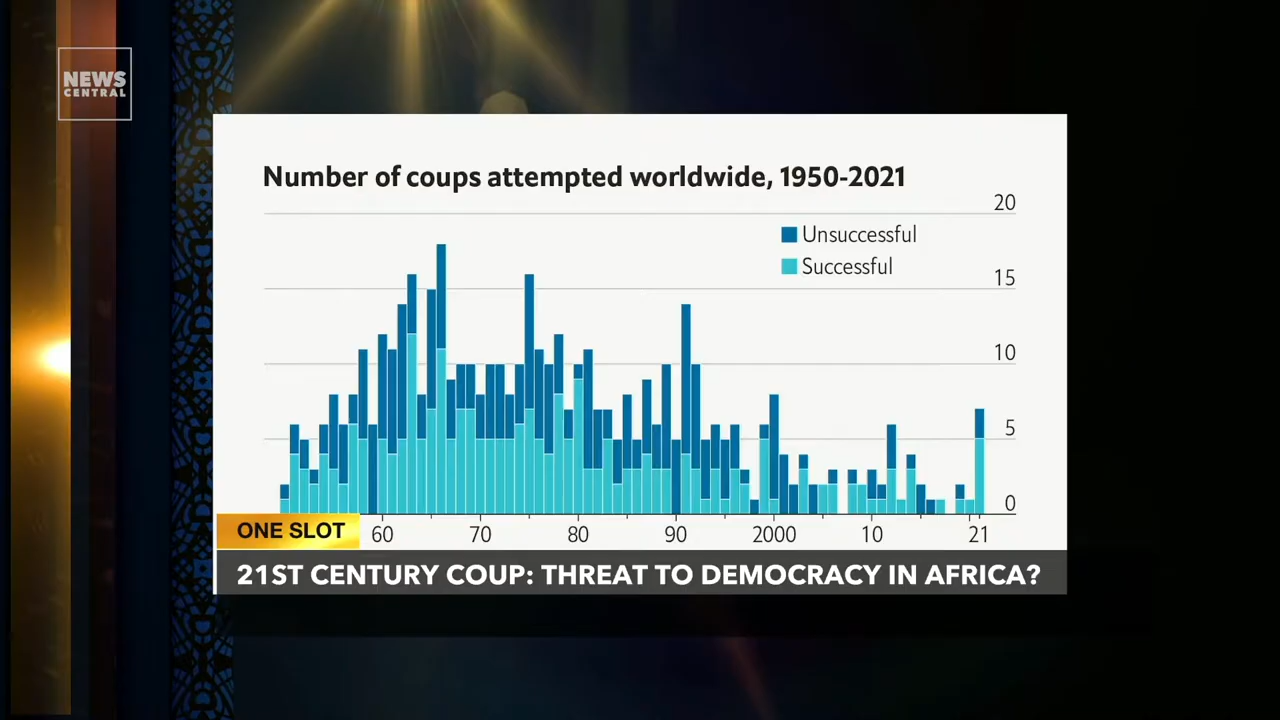 NEWS
CENTRAL
Number of coups attempted worldwide, 1950-2021
20
Unsuccessful
Successful
15
10
5
0
60 70 80 90 2000 10 21
ONE SLOT
21ST CENTURY COUP: THREAT TO DEMOCRACY IN AFRICA?